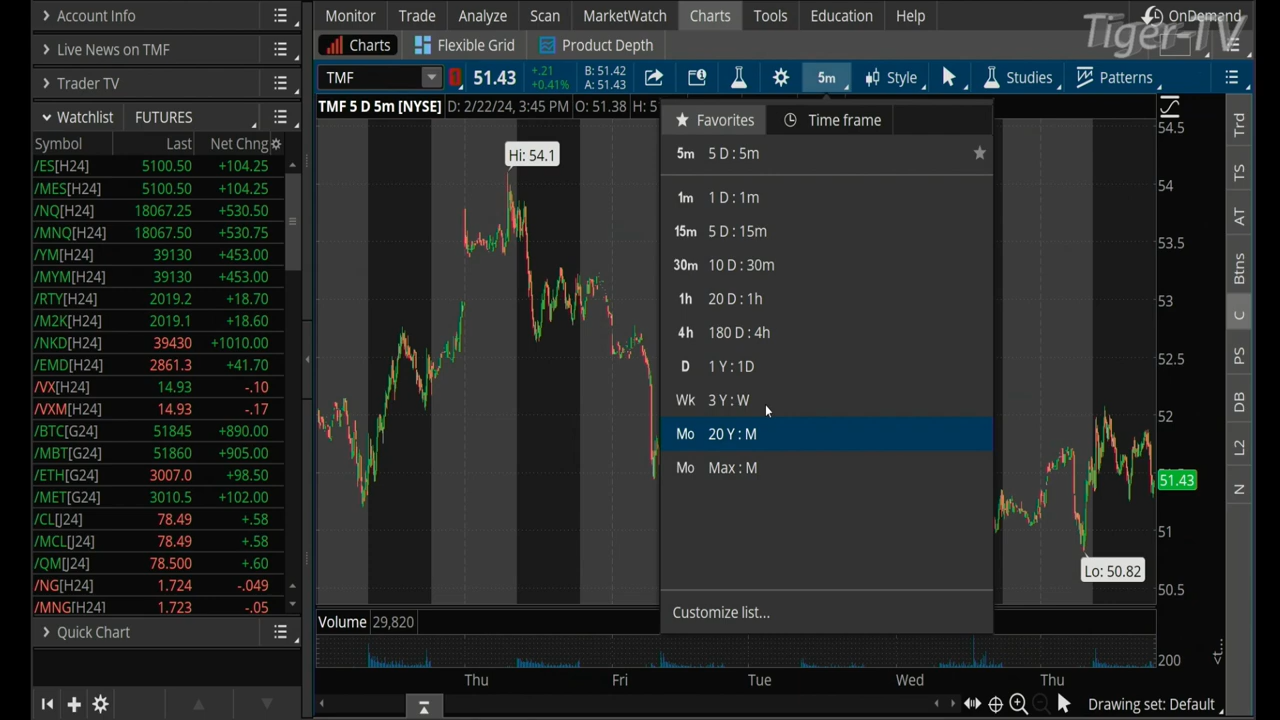 Account Info
Live News on TMF
Trader TV
Watchlist FUTURES
Symbol Last Net Chng
/ES[H24] 5100.50 +104.25
/MES[H24] 5100.50 +104.25
/NQ[H24] 18067.25 +530.50
/MNQ[H24] 18067.50 +530.75
/YM[H24] 39130 +453.00
/MYM[H24] 39130 +453.00
/RTY[H24] 2019.2 +18.70
/M2K[H24] 2019.1 +18.60
/NKD[H24] 39430 +1010.00
/EMD[H24] 2861.3 +41.70
/VX[H24] 14.93 -.10
/VXM[H24] 14.93 -.17
/BTC[G24] 51845 +890.00
/MBT[G24] 51860 +905.00
/ETH[G24] 3007.0 +98.50
/MET[G24] 3010.5 +102.00
/CL[J24] 78.49 +.58
/MCL[J24] 78.49 +.58
/QM[J24] 78.500 +.60
/NG[H24] 1.724 -.049
/MNG[H24] 1.723 -.05
Quick Chart
Monitor Trade Analyze Scan MarketWatch Charts Tools Education Help
OnDemand
Tiger-TV
Charts Flexible Grid Product Depth
TMF 51.43 +.21 +0.41% B: 51.42 A: 51.43 5m Style Studies Patterns
TMF 5 D 5m [NYSE] D: 2/22/24, 3:45 PM O: 51.38 H: 5
Favorites Time frame
5m 5 D : 5m
1m 1 D : 1m
15m 5 D : 15m
30m 10 D : 30m
1h 20 D : 1h
4h 180 D : 4h
D 1 Y : 1D
Wk 3 Y : W
Mo 20 Y : M
Mo Max : M
Customize list...
Hi: 54.1
Lo: 50.82
54.5
54
53.5
53
52.5
52
51.43
51
50.5
Volume 29,820
200
Thu Fri Tue Wed Thu
Drawing set: Default
Trd
TS
AT
Btns
C
PS
DB
L2
N